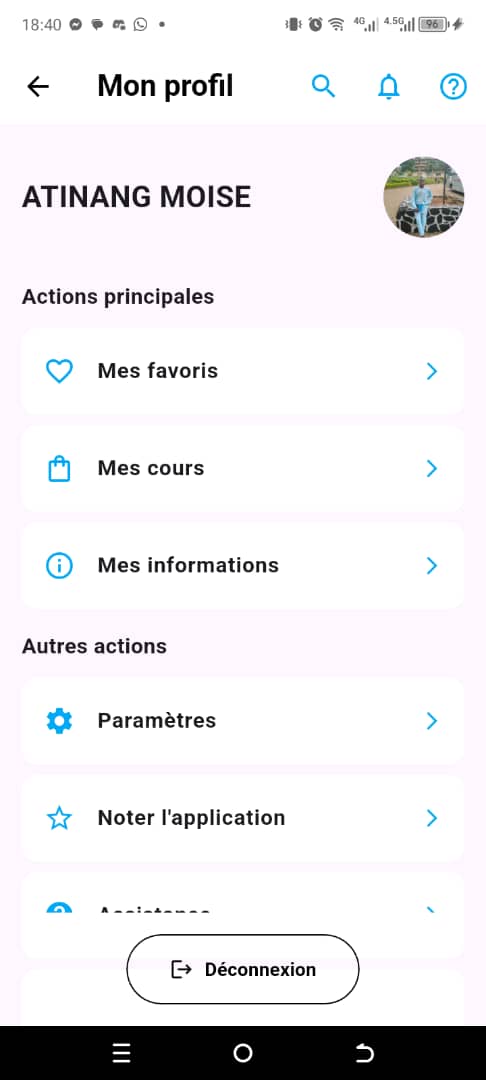 18:40
4G
4.5G
96
Mon profil
ATINANG MOISE
Actions principales
Mes favoris
Mes cours
Mes informations
Autres actions
Paramètres
Noter l'application
Déconnexion